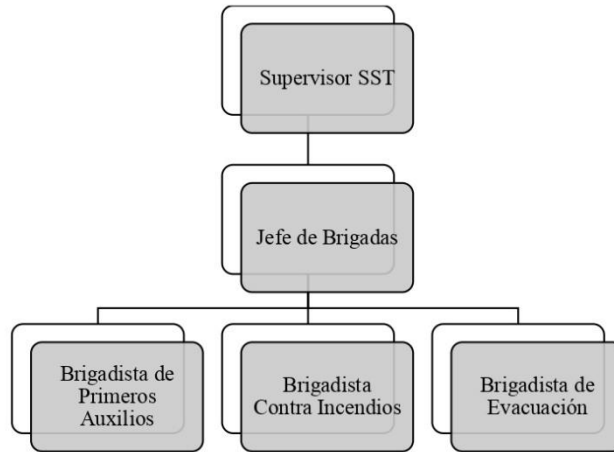 Supervisor SST
Jefe de Brigadas
Brigadista de
Primeros
Auxilios
Brigadista
Contra Incendios
Brigadista de
Evacuación